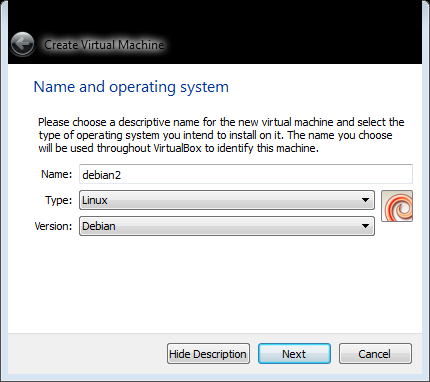 Create Virtual Machine
Name and operating system
Please choose a descriptive name for the new virtual machine and select the
type of operating system you intend to install on it. The name you choose
will be used throughout VirtualBox to identify this machine.
Name: debian2
Type: Linux
Version: Debian
Hide Description Next Cancel